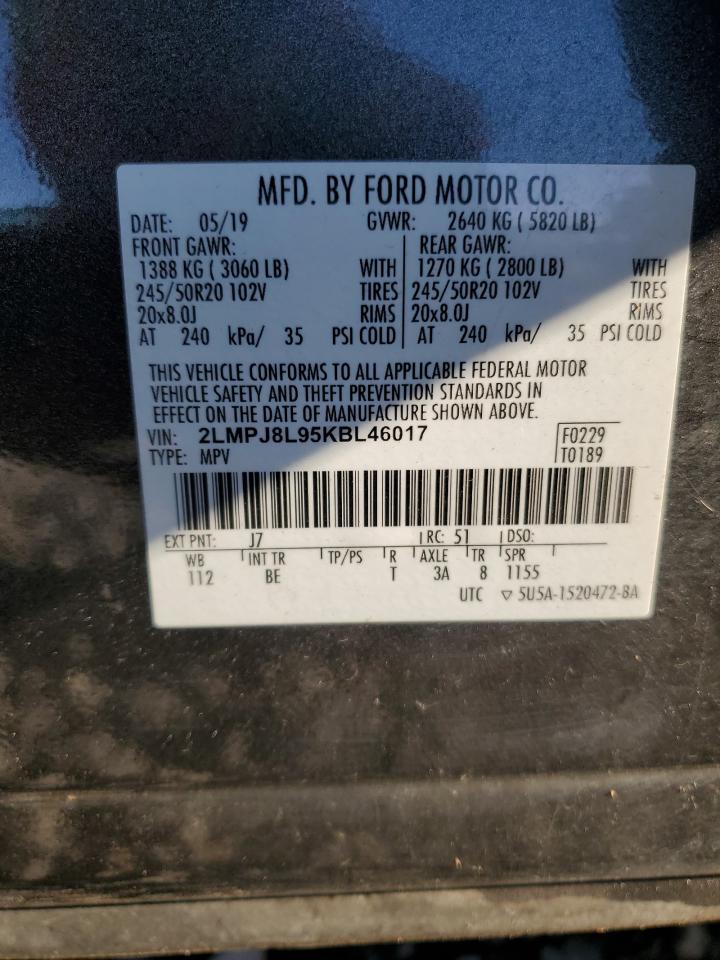 MFD. BY FORD MOTOR CO.
DATE: 05/19 GVWR: 2640 KG ( 5820 LB)
FRONT GAWR: REAR GAWR:
1388 KG ( 3060 LB) WITH 1270 KG ( 2800 LB) WITH
245/50R20 102V TIRES 245/50R20 102V TIRES
20x8.0J RIMS 20x8.0J RIMS
AT 240 kPa/ 35 PSI COLD AT 240 kPa/ 35 PSI COLD
THIS VEHICLE CONFORMS TO ALL APPLICABLE FEDERAL MOTOR
VEHICLE SAFETY AND THEFT PREVENTION STANDARDS IN
EFFECT ON THE DATE OF MANUFACTURE SHOWN ABOVE.
VIN: 2LMPJ8L95KBL46017 F0229
TYPE: MPV T0189
EXT PNT: J7 RC: 51 DSO:
WB INT TR TP/PS R AXLE TR SPR
112 BE T 3A 8 1155
UTC ▽ 5U5A-1520472-BA